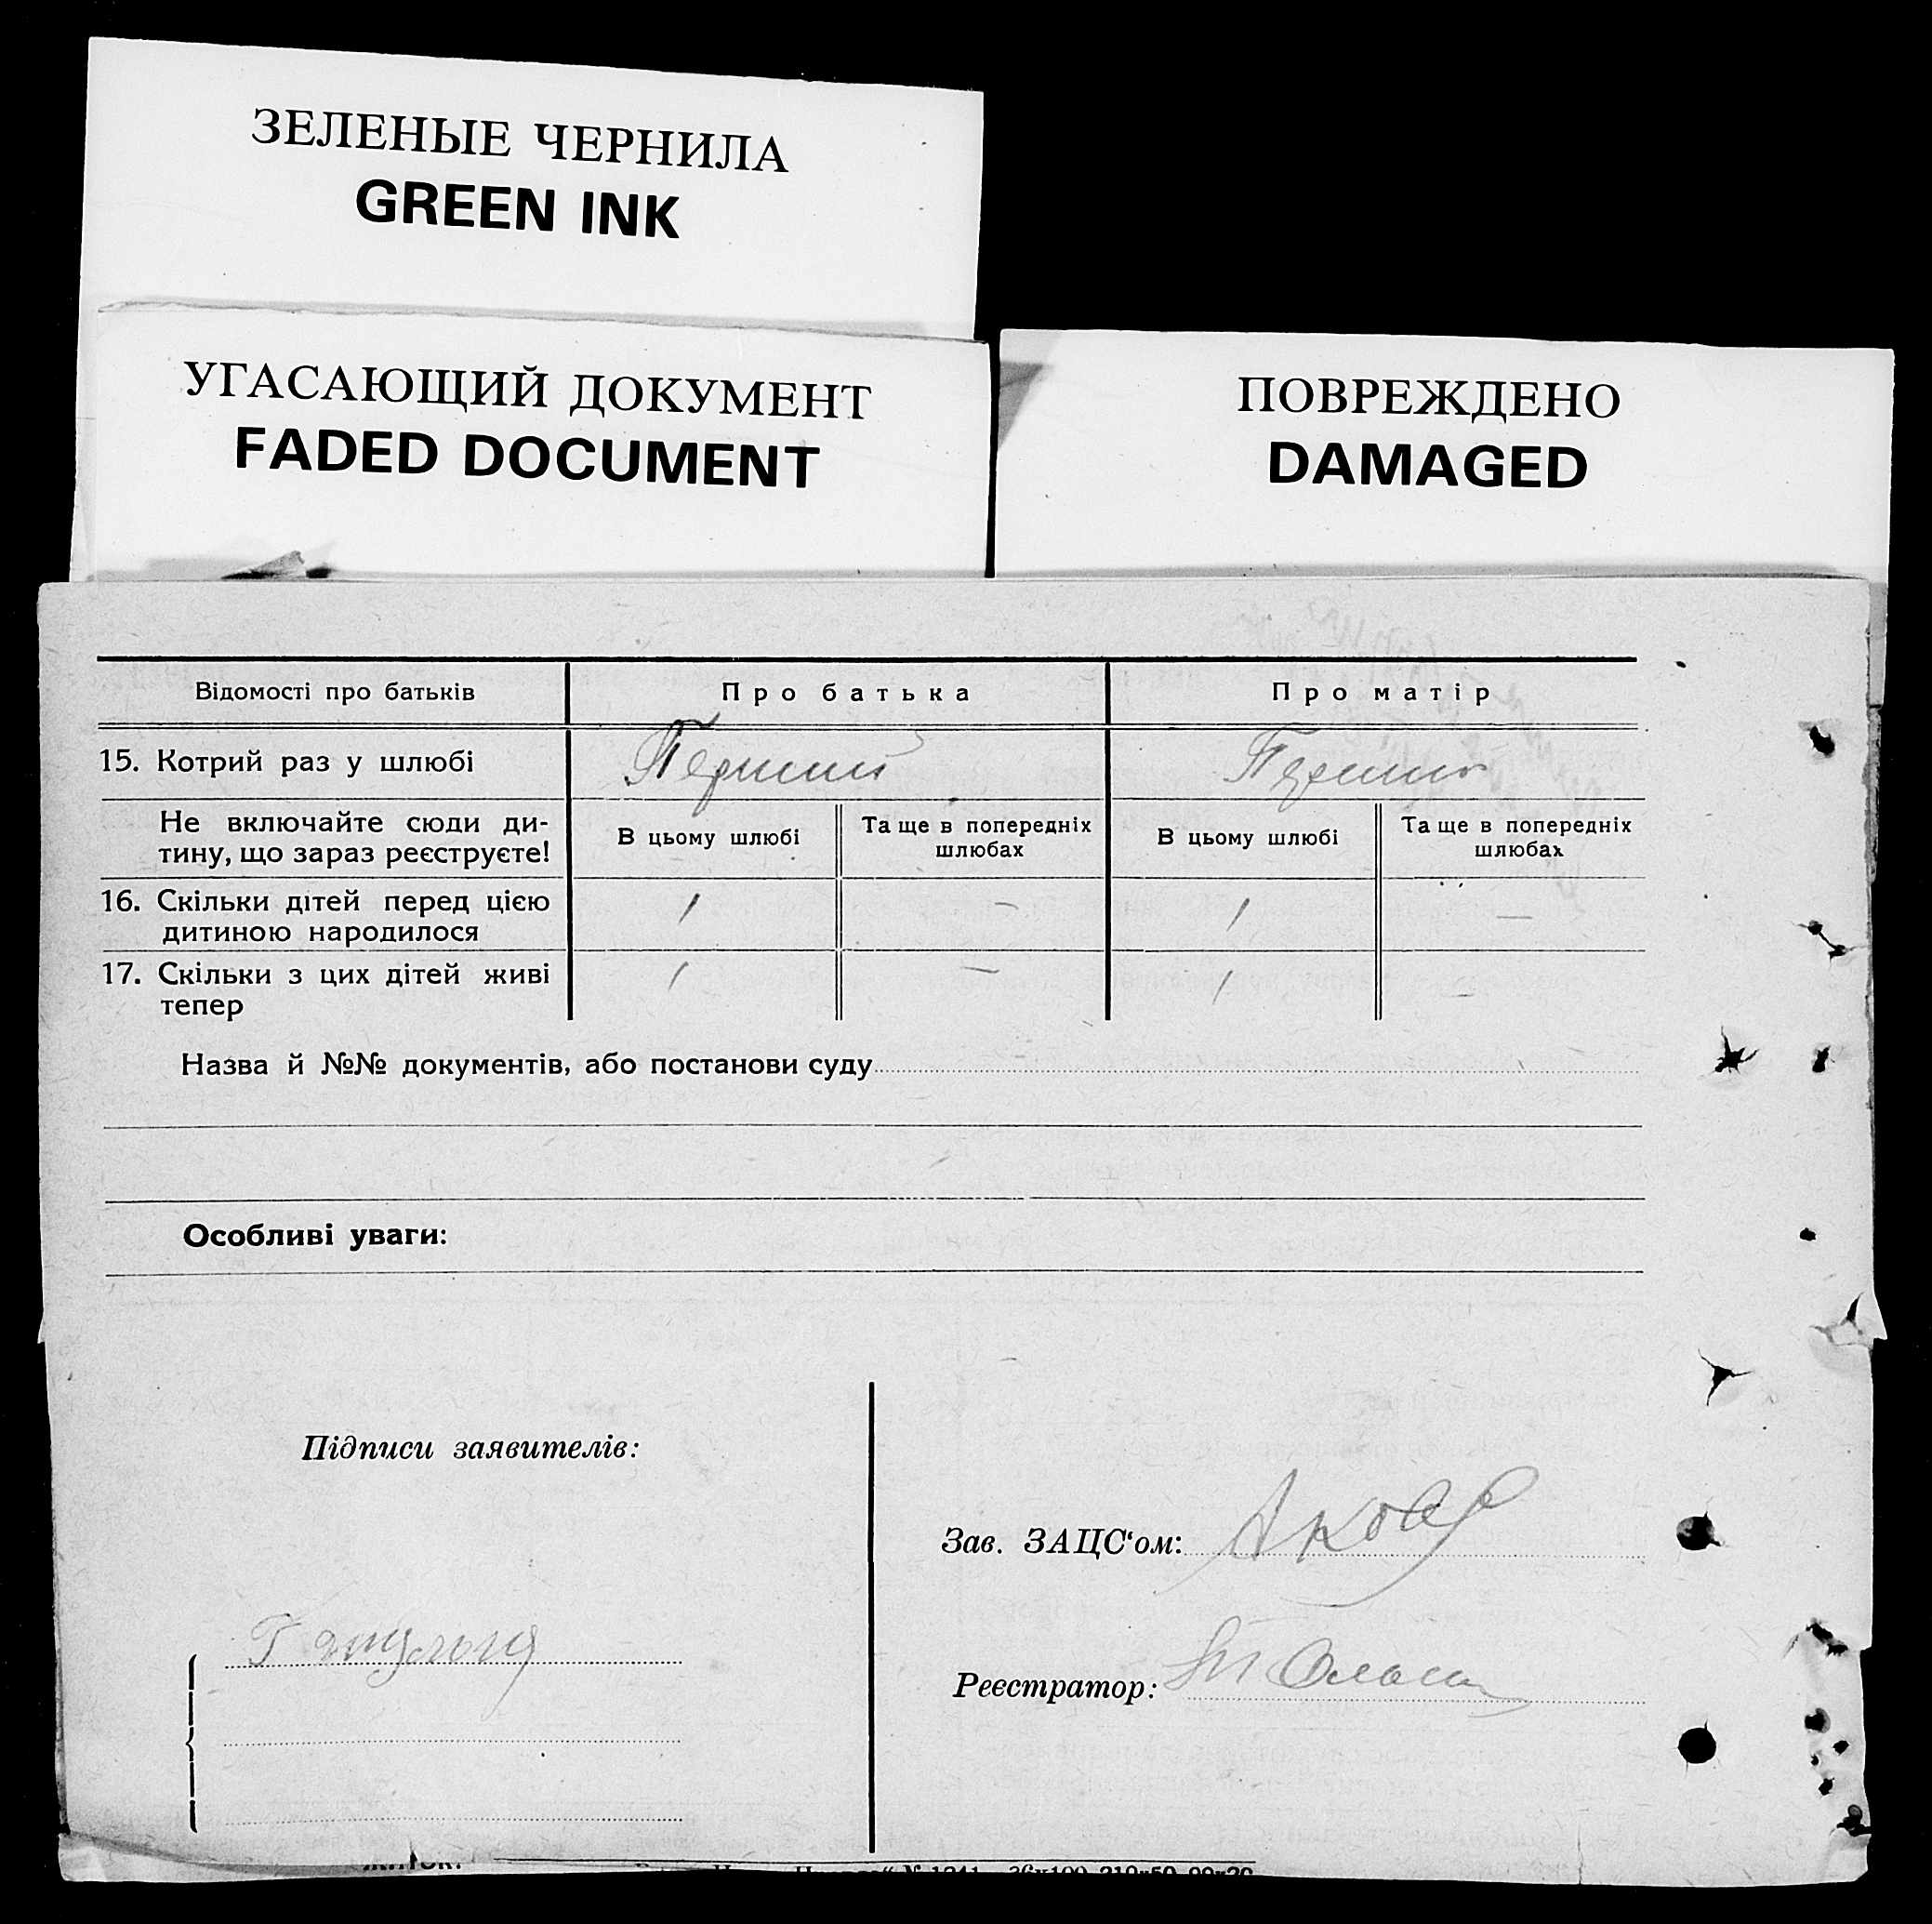 ЗЕЛЕНЫЕ ЧЕРНИЛА
GREEN INK
УГАСАЮЩИЙ ДОКУМЕНТ
FADED DOCUMENT
ПОВРЕЖДЕНО
DAMAGED
Відомості про батьків Про батька Про матір
15. Котрий раз у шлюбі Перший
Не включайте сюди ди-
тину, що зараз реєструєте!
В цьому шлюбі Та ще в попередніх шлюбах В цьому шлюбі Та ще в попередніх шлюбах
16. Скільки дітей перед цією 1 — 1 —
дитиною народилося
17. Скільки з цих дітей живі 1 — 1 —
тепер
Назва й №№ документів, або постанови суду
Особливі уваги:
Підписи заявителів:
Зав. ЗАЦС‘ом:
Реєстратор: